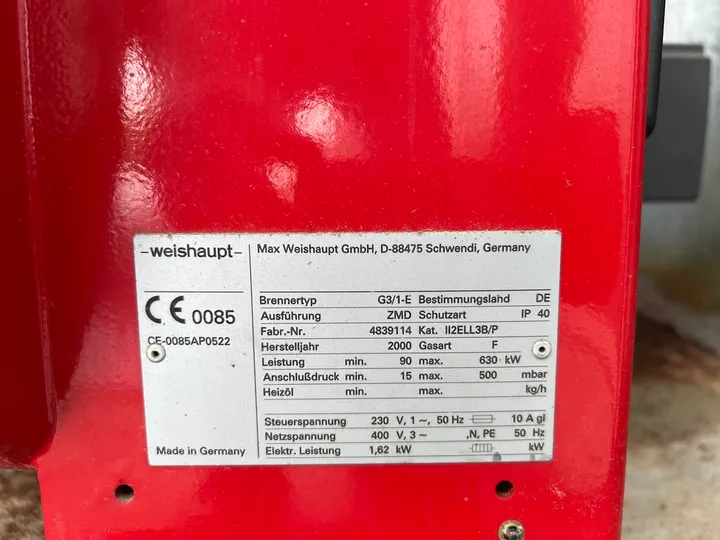 -weishaupt-
Max Weishaupt GmbH, D-88475 Schwendi, Germany
CE 0085
CE-0085AP0522
Made in Germany
Brennertyp G3/1-E Bestimmungsland DE
Ausführung ZMD Schutzart IP 40
Fabr.-Nr. 4839114 Kat. II2ELL3B/P
Herstelljahr 2000 Gasart F
Leistung min. 90 max. 630 kW
Anschlußdruck min. 15 max. 500 mbar
Heizöl min. max. kg/h
Steuerspannung 230 V, 1 ~, 50 Hz 10 A gl
Netzspannung 400 V, 3 ~ ,N, PE 50 Hz
Elektr. Leistung 1,62 kW kW